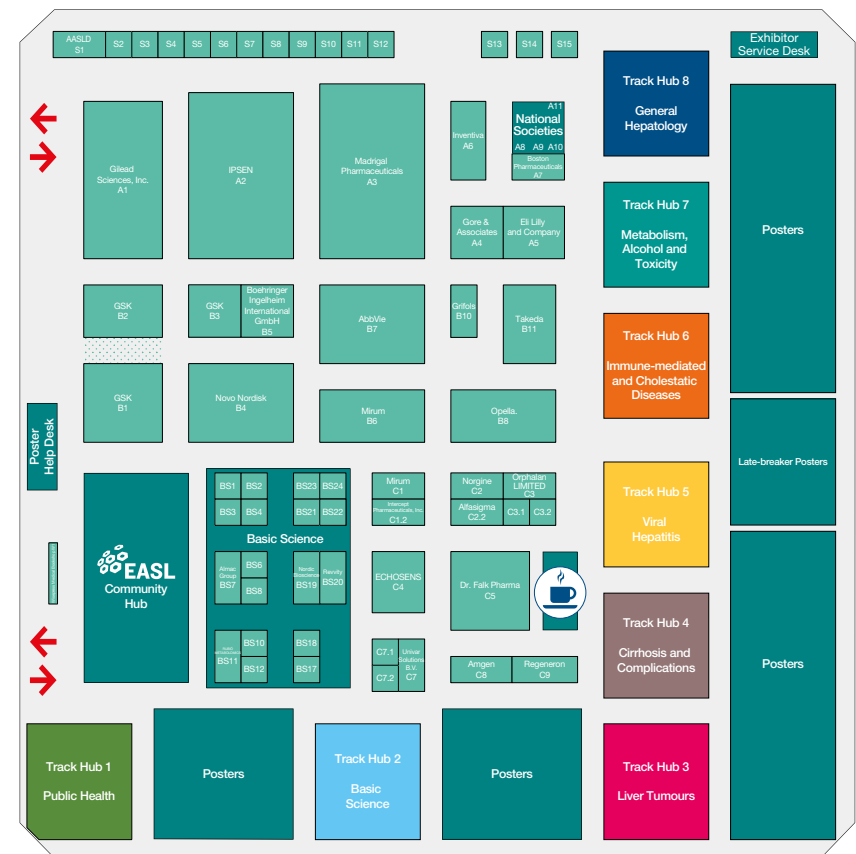 AASLD
S1
S2
S3
S4
S5
S6
S7
S8
S9
S10
S11
S12
S13
S14
S15
Exhibitor
Service Desk
Track Hub 8
General
Hepatology
Gilead
Sciences, Inc.
A1
IPSEN
A2
Madrigal
Pharmaceuticals
A3
Inventiva
A6
A11
National
Societies
A8 A9 A10
Boston
Pharmaceuticals
A7
Posters
Track Hub 7
Metabolism,
Alcohol and
Toxicity
Gore &
Associates
A4
Eli Lilly
and Company
A5
GSK
B2
GSK
B3
Boehringer
Ingelheim
International
GmbH
B5
AbbVie
B7
Grifols
B10
Takeda
B11
Track Hub 6
Immune-mediated
and Cholestatic
Diseases
GSK
B1
Novo Nordisk
B4
Mirum
B6
Opella.
B8
Poster
Help Desk
Late-breaker Posters
EASL
Community
Hub
BS1
BS2
BS3
BS4
BS23
BS24
BS21
BS22
Basic Science
Almac
Group
BS7
BS6
BS8
Nordic
Bioscience
BS19
Revvity
BS20
BS11
BS10
BS12
BS18
BS17
Mirum
C1
Intercept
Pharmaceuticals, Inc.
C1.2
Norgine
C2
Orphalan
LIMITED
C3
Alfasigma
C2.2
C3.1
C3.2
Track Hub 5
Viral
Hepatitis
ECHOSENS
C4
Dr. Falk Pharma
C5
Track Hub 4
Cirrhosis and
Complications
Posters
C7.1
C7.2
Univar
Solutions
B.V.
C7
Amgen
C8
Regeneron
C9
Track Hub 1
Public Health
Posters
Track Hub 2
Basic
Science
Posters
Track Hub 3
Liver Tumours